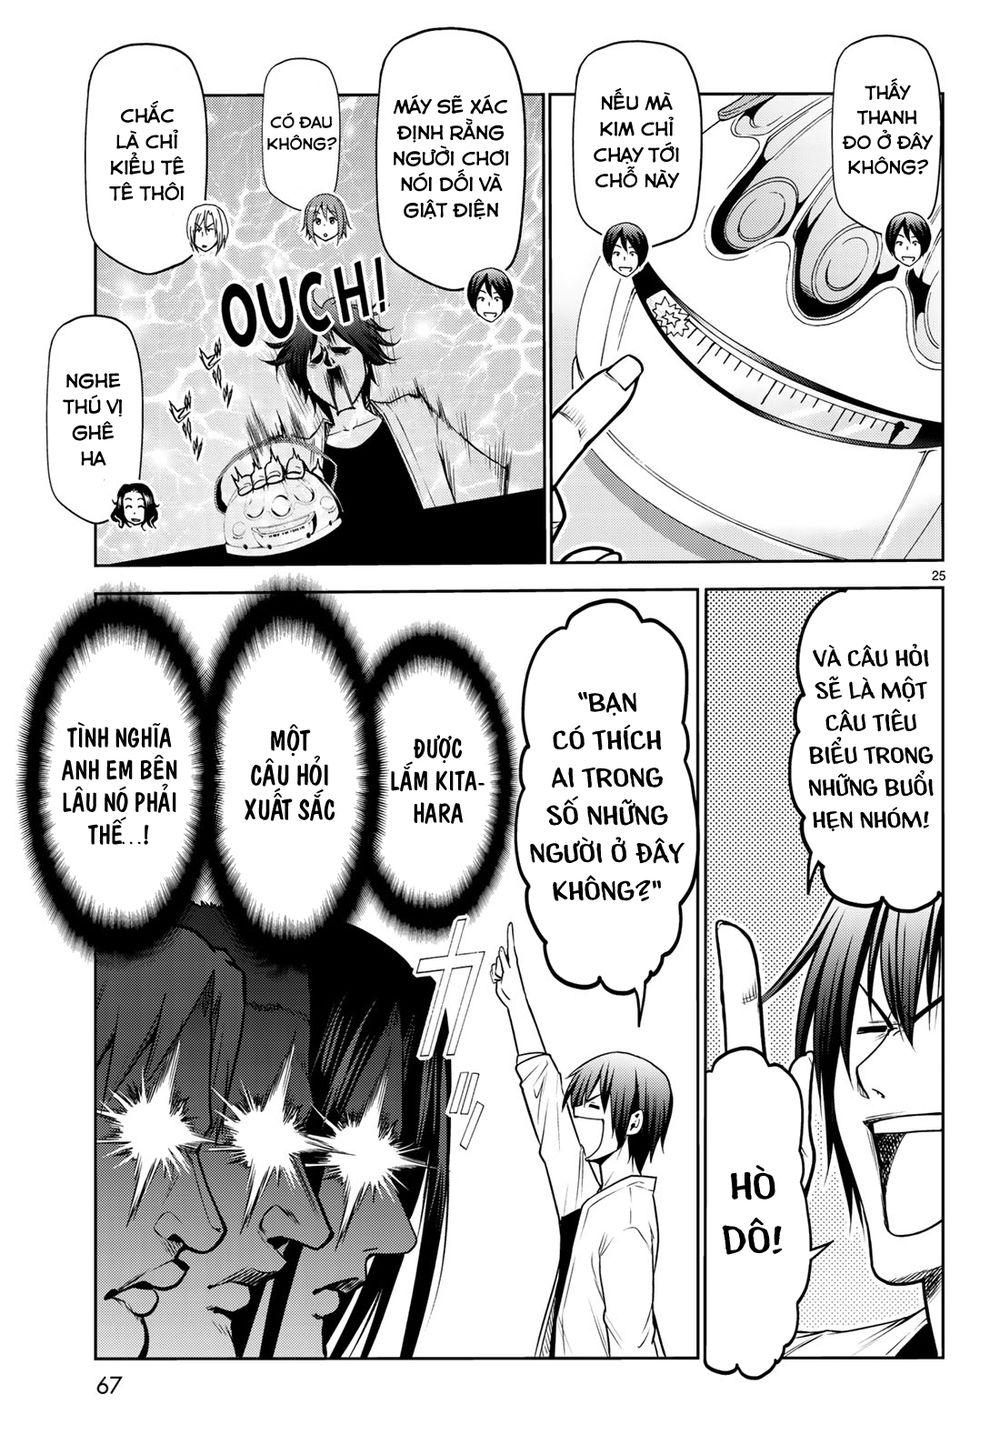 THẤY
THANH
ĐO Ở ĐÂY
KHÔNG?
NẾU MÀ
KIM CHỈ
CHẠY TỚI
CHỖ NÀY
MÁY SẼ XÁC
ĐỊNH RẰNG
NGƯỜI CHƠI
NÓI DỐI VÀ
GIẬT ĐIỆN
CÓ ĐAU
KHÔNG?
CHẮC
LÀ CHỈ
KIỂU TÊ
TÊ THÔI
OUCH!
NGHE
THÚ VỊ
GHÊ
HA
25
VÀ CÂU HỎI
SẼ LÀ MỘT
CÂU TIÊU
BIỂU TRONG
NHỮNG BUỔI
HẸN NHÓM!
HÒ
DÔ!
"BẠN
CÓ THÍCH
AI TRONG
SỐ NHỮNG
NGƯỜI Ở ĐÂY
KHÔNG?"
ĐƯỢC
LẮM KITA-
HARA
MỘT
CÂU HỎI
XUẤT SẮC
TÌNH NGHĨA
ANH EM BÊN
LÂU NÓ PHẢI
THẾ...!
カキッ
67